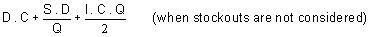 D . C + S . D / Q + I . C . Q / 2 (when stockouts are not considered)